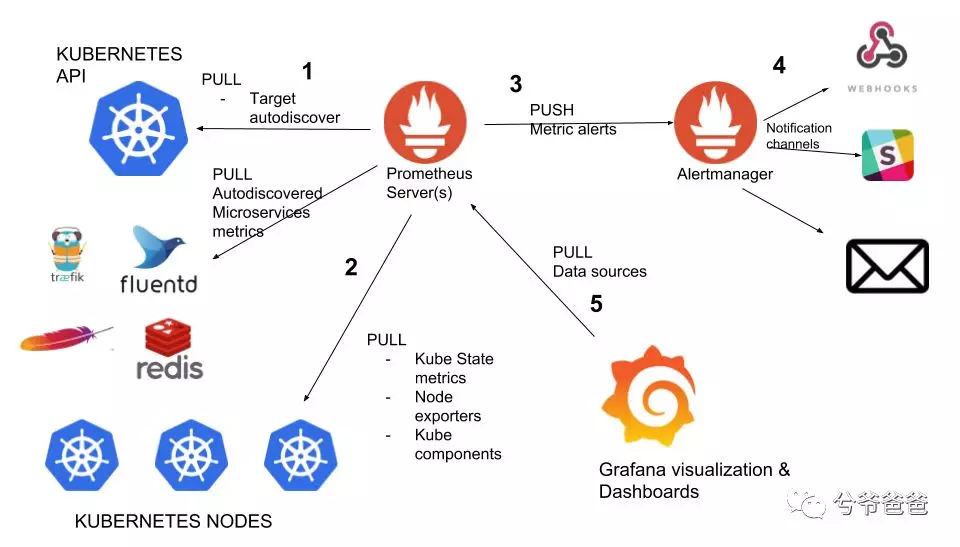 KUBERNETES
API
PULL
- Target
autodiscover
1
Prometheus
Server(s)
3
PUSH
Metric alerts
Alertmanager
4
WEBHOOKS
Notification
channels
S
PULL
Autodiscovered
Microservices
metrics
træfik
fluentd
redis
2
PULL
- Kube State
metrics
- Node
exporters
- Kube
components
KUBERNETES NODES
PULL
Data sources
5
Grafana visualization &
Dashboards
兮爷爸爸